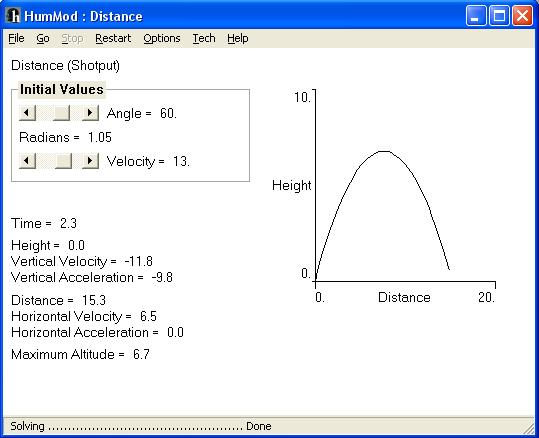 HumMod : Distance
File Go Stop Restart Options Tech Help
Distance (Shotput)
Initial Values
Angle = 60.
Radians = 1.05
Velocity = 13.
Time = 2.3
Height = 0.0
Vertical Velocity = -11.8
Vertical Acceleration = -9.8
Distance = 15.3
Horizontal Velocity = 6.5
Horizontal Acceleration = 0.0
Maximum Altitude = 6.7
10.
Height
0.
0. Distance 20.
Solving ................................................. Done